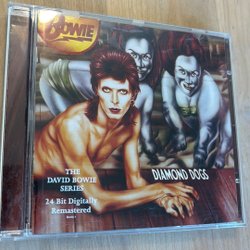 BOWIE
DIAMOND DOGS
THE
DAVID BOWIE
SERIES
24 Bit Digitally
Remastered